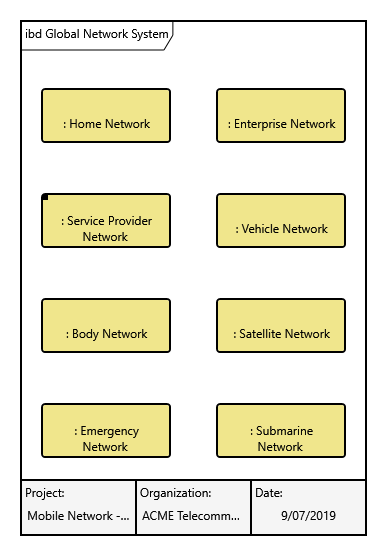 ibd Global Network System
: Home Network
: Enterprise Network
: Service Provider
Network
: Vehicle Network
: Body Network
: Satellite Network
: Emergency
Network
: Submarine
Network
Project:
Mobile Network -...
Organization:
ACME Telecomm...
Date:
9/07/2019